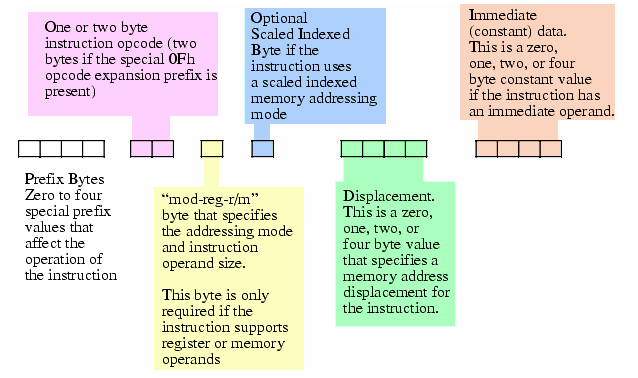 One or two byte
instruction opcode (two
bytes if the special 0Fh
opcode expansion prefix is
present)
Optional
Scaled Indexed
Byte if the
instruction uses
a scaled indexed
memory addressing
mode
Immediate
(constant) data.
This is a zero,
one, two, or four
byte constant value
if the instruction has
an immediate operand.
Prefix Bytes
Zero to four
special prefix
values that
affect the
operation of
the instruction
“mod-reg-r/m”
byte that specifies
the addressing mode
and instruction
operand size.
This byte is only
required if the
instruction supports
register or memory
operands
Displacement.
This is a zero,
one, two, or
four byte value
that specifies a
memory address
displacement for
the instruction.